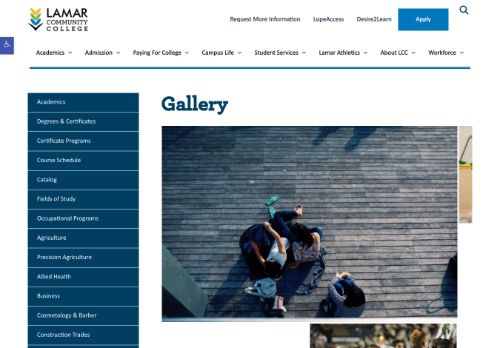 LAMAR
COMMUNITY
COLLEGE
Request More Information LopeAccess Desire2Learn Apply
Academics Admission Paying For College Campus Life Student Services Lamar Athletics About LCC Workforce
Academics
Degrees & Certificates
Certificate Programs
Course Schedule
Catalog
Fields of Study
Occupational Programs
Agriculture
Precision Agriculture
Allied Health
Business
Cosmetology & Barber
Construction Trades
Gallery